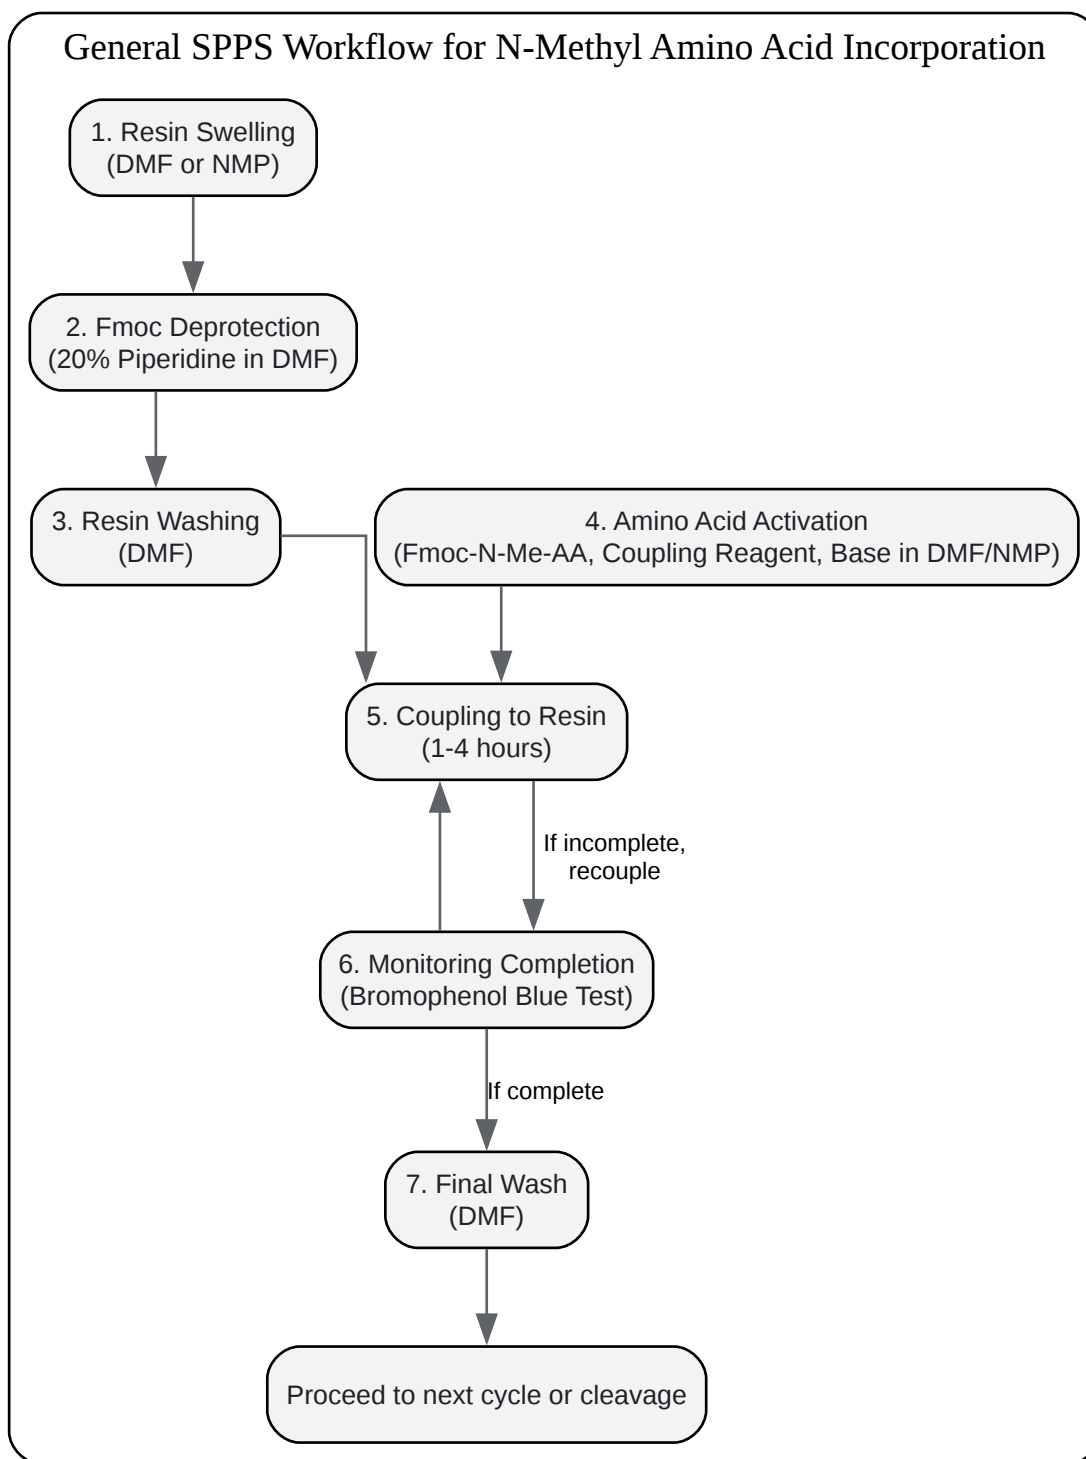 General SPPS Workflow for N-Methyl Amino Acid Incorporation
1. Resin Swelling
(DMF or NMP)
2. Fmoc Deprotection
(20% Piperidine in DMF)
3. Resin Washing
(DMF)
4. Amino Acid Activation
(Fmoc-N-Me-AA, Coupling Reagent, Base in DMF/NMP)
5. Coupling to Resin
(1-4 hours)
If incomplete,
recouple
6. Monitoring Completion
(Bromophenol Blue Test)
If complete
7. Final Wash
(DMF)
Proceed to next cycle or cleavage